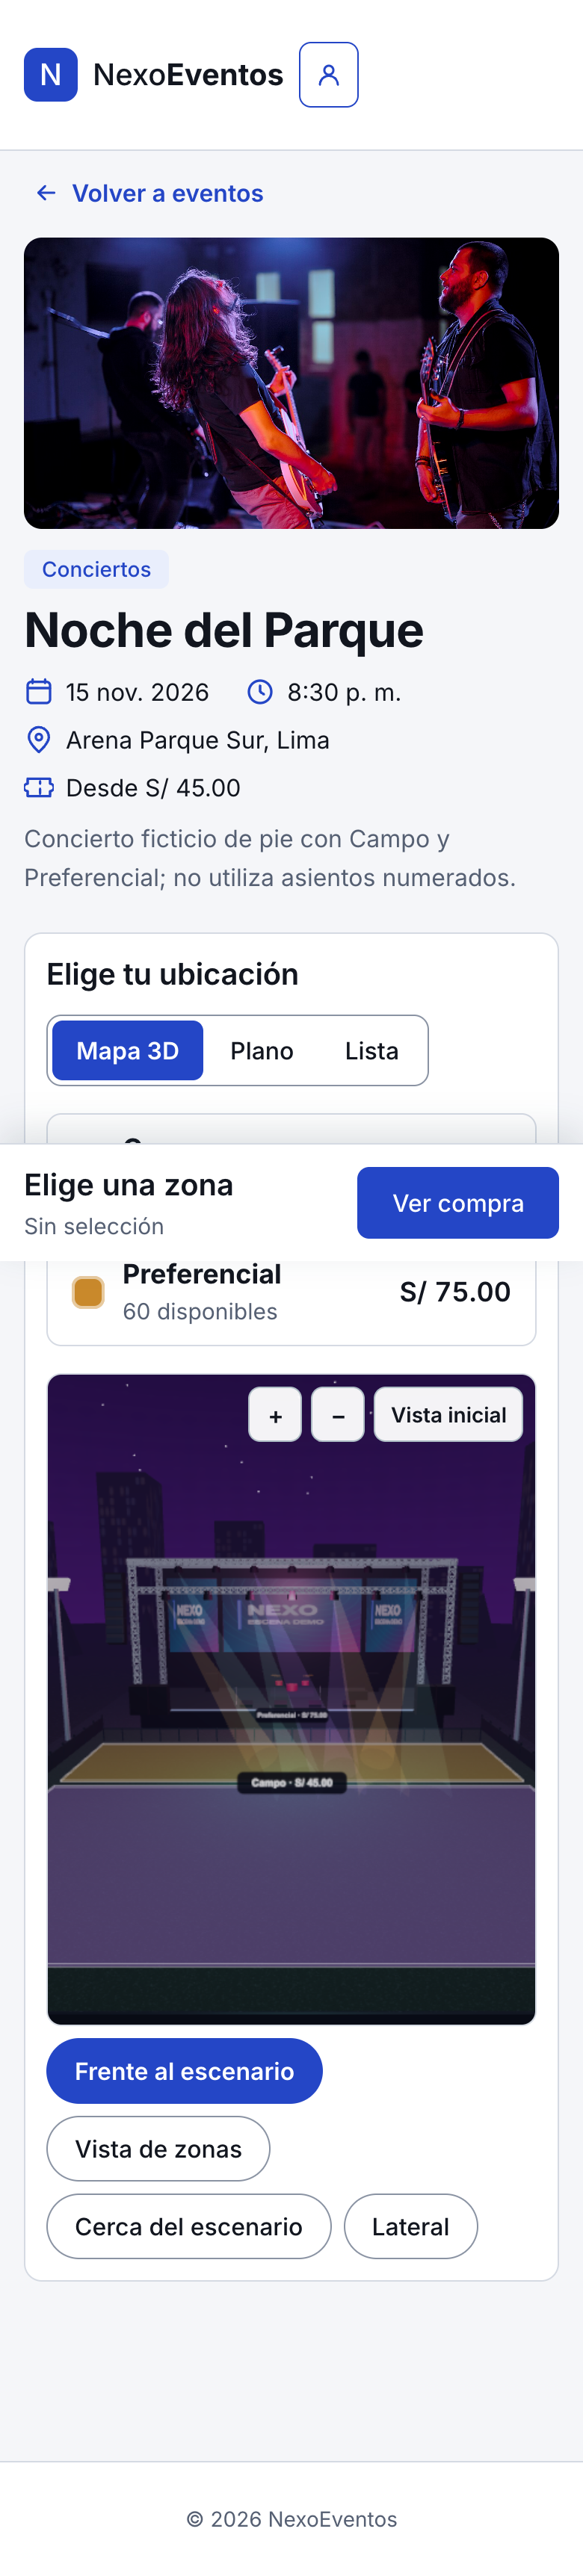 N NexoEventos
Volver a eventos
Conciertos
Noche del Parque
15 nov. 2026 8:30 p. m.
Arena Parque Sur, Lima
Desde S/ 45.00
Concierto ficticio de pie con Campo y
Preferencial; no utiliza asientos numerados.
Elige tu ubicación
Mapa 3D Plano Lista
Elige una zona
Sin selección
Ver compra
Preferencial
60 disponibles
S/ 75.00
+ − Vista inicial
NEXO NEXO NEXO
ESCENA DEMO
Preferencial · S/ 75.00
Campo · S/ 45.00
Frente al escenario
Vista de zonas
Cerca del escenario Lateral
© 2026 NexoEventos